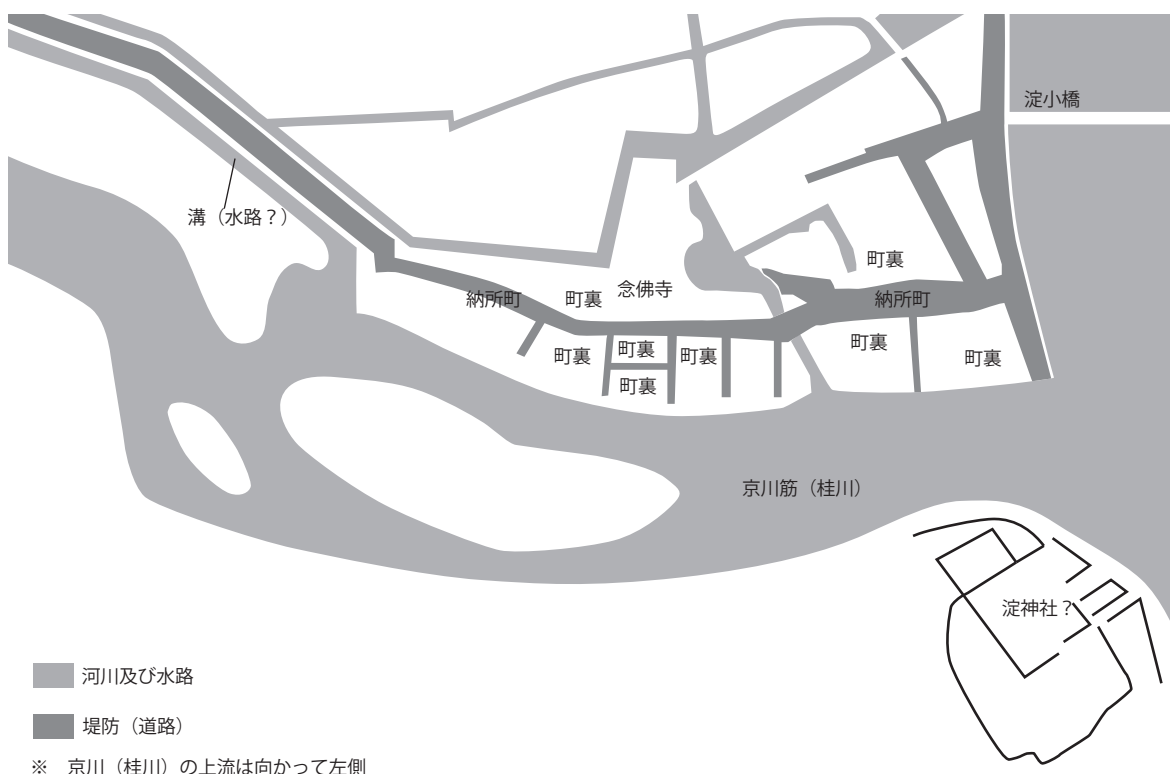 淀小橋
溝（水路？）
町裏
納所町
町裏
念佛寺
納所町
町裏
町裏
町裏
町裏
町裏
町裏
京川筋（桂川）
淀神社？
河川及び水路
堤防（道路）
※　京川（桂川）の上流は向かって左側